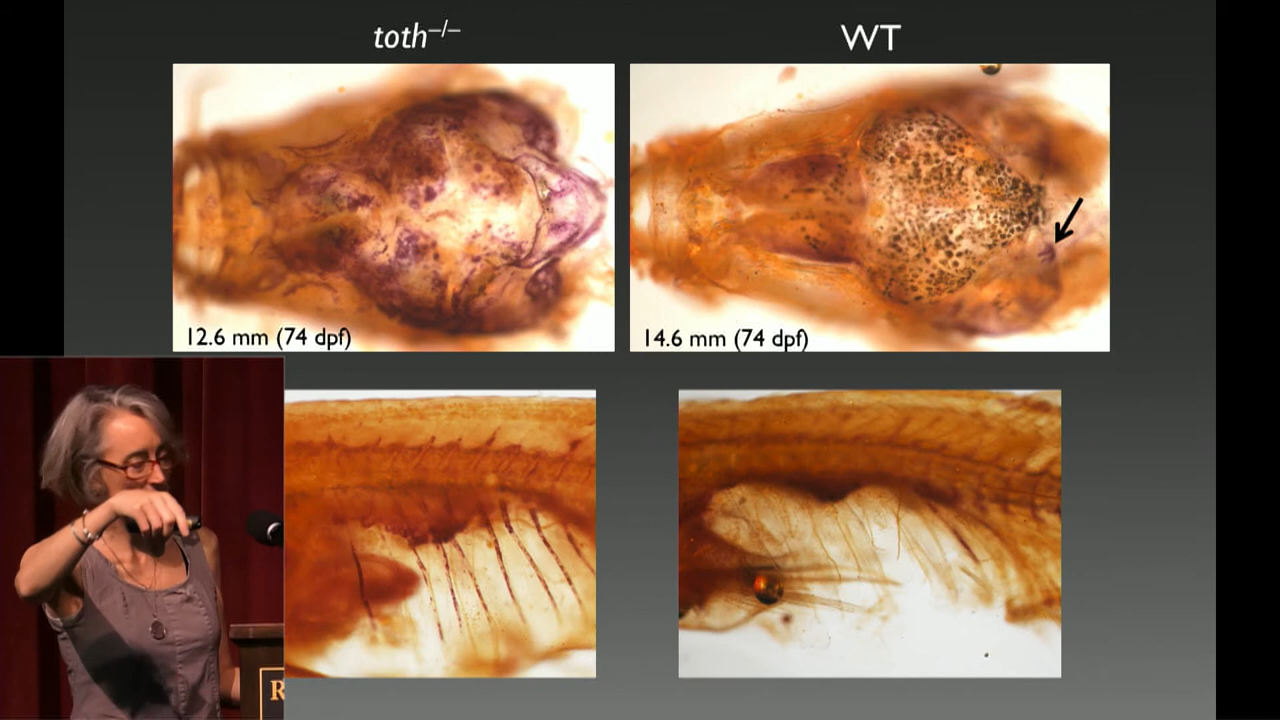 toth–/–
WT
12.6 mm (74 dpf)
14.6 mm (74 dpf)
R